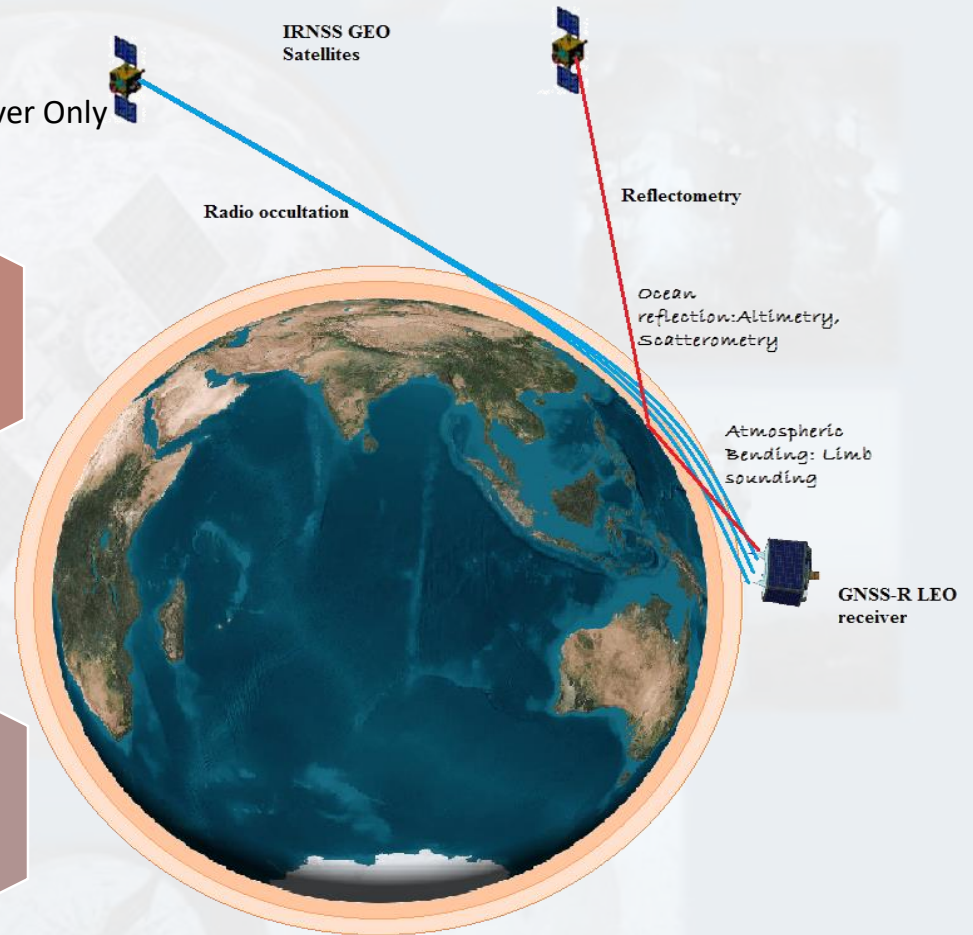 IRNSS GEO
Satellites
ver Only
Radio occultation
Reflectometry
Ocean
reflection:Altimetry,
Scatterometry
Atmospheric
Bending: Limb
sounding
GNSS-R LEO
receiver